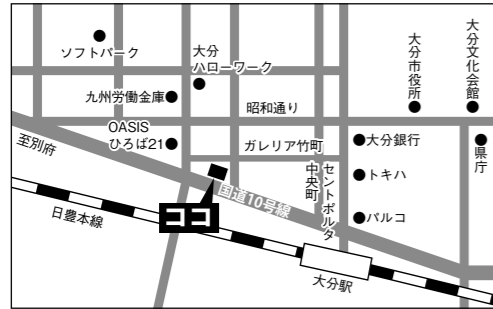 ソフトパーク
大分
ハローワーク
九州労働金庫
昭和通り
大分市役所
大分文化会館
OASIS
ひろば21
ガレリア竹町
大分銀行
県庁
至別府
トキハ
中央町
セントポルタ
国道10号線
パルコ
ココ
日豊本線
大分駅